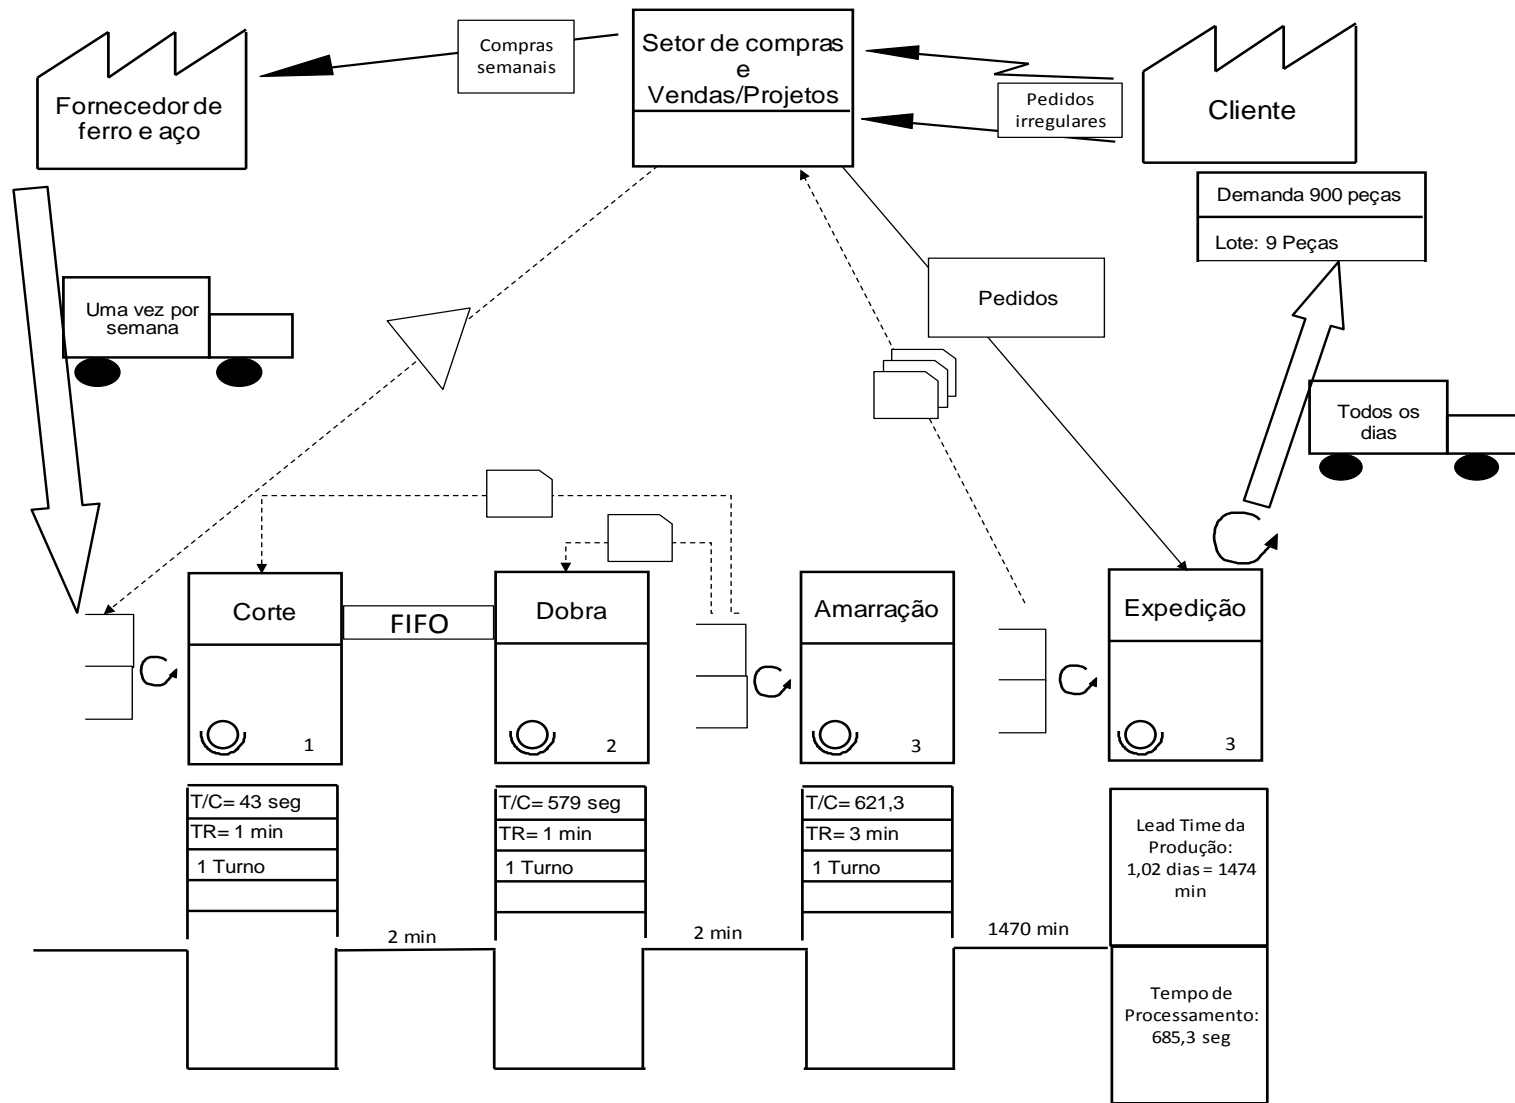 Compras
semanais
Setor de compras
e
Vendas/Projetos
Fornecedor de
ferro e aço
Pedidos
irregulares
Cliente
Demanda 900 peças
Lote: 9 Peças
Uma vez por
semana
Pedidos
Todos os
dias
Corte
FIFO
Dobra
Amarração
Expedição
1
2
3
3
T/C= 43 seg
TR= 1 min
1 Turno
T/C= 579 seg
TR= 1 min
1 Turno
T/C= 621,3
TR= 3 min
1 Turno
Lead Time da
Produção:
1,02 dias = 1474
min
2 min
2 min
1470 min
Tempo de
Processamento:
685,3 seg